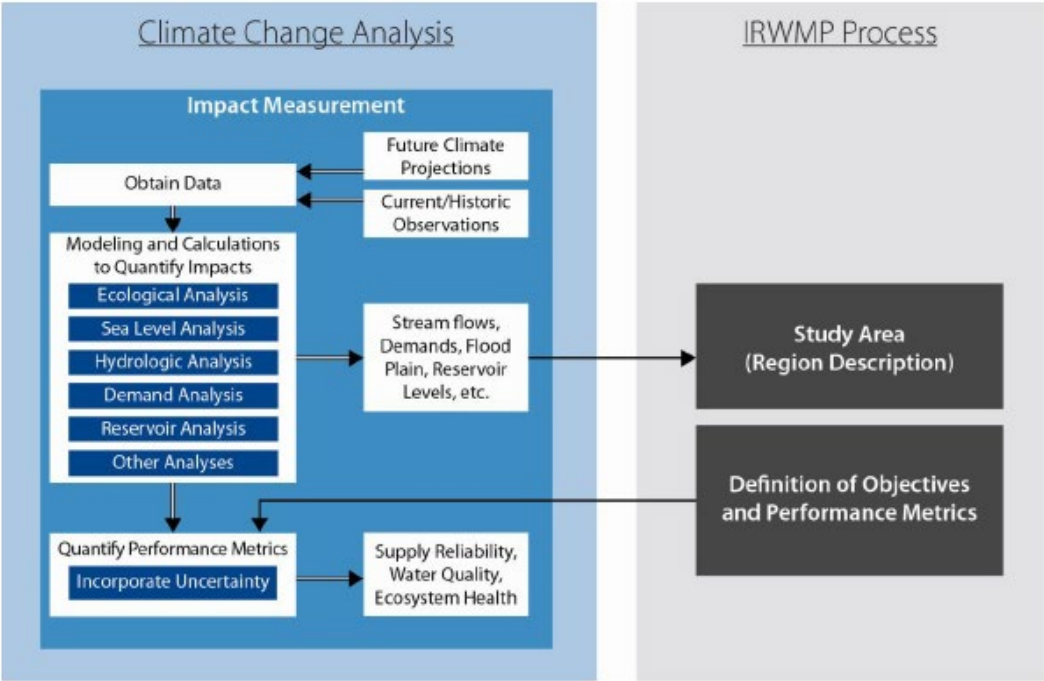 Climate Change Analysis
IRWMP Process
Impact Measurement
Future Climate
Projections
Obtain Data
Current/Historic
Observations
Modeling and Calculations
to Quantify Impacts
Ecological Analysis
Sea Level Analysis
Hydrologic Analysis
Demand Analysis
Reservoir Analysis
Other Analyses
Stream flows,
Demands, Flood
Plain, Reservoir
Levels, etc.
Study Area
(Region Description)
Definition of Objectives
and Performance Metrics
Quantify Performance Metrics
Incorporate Uncertainty
Supply Reliability,
Water Quality,
Ecosystem Health